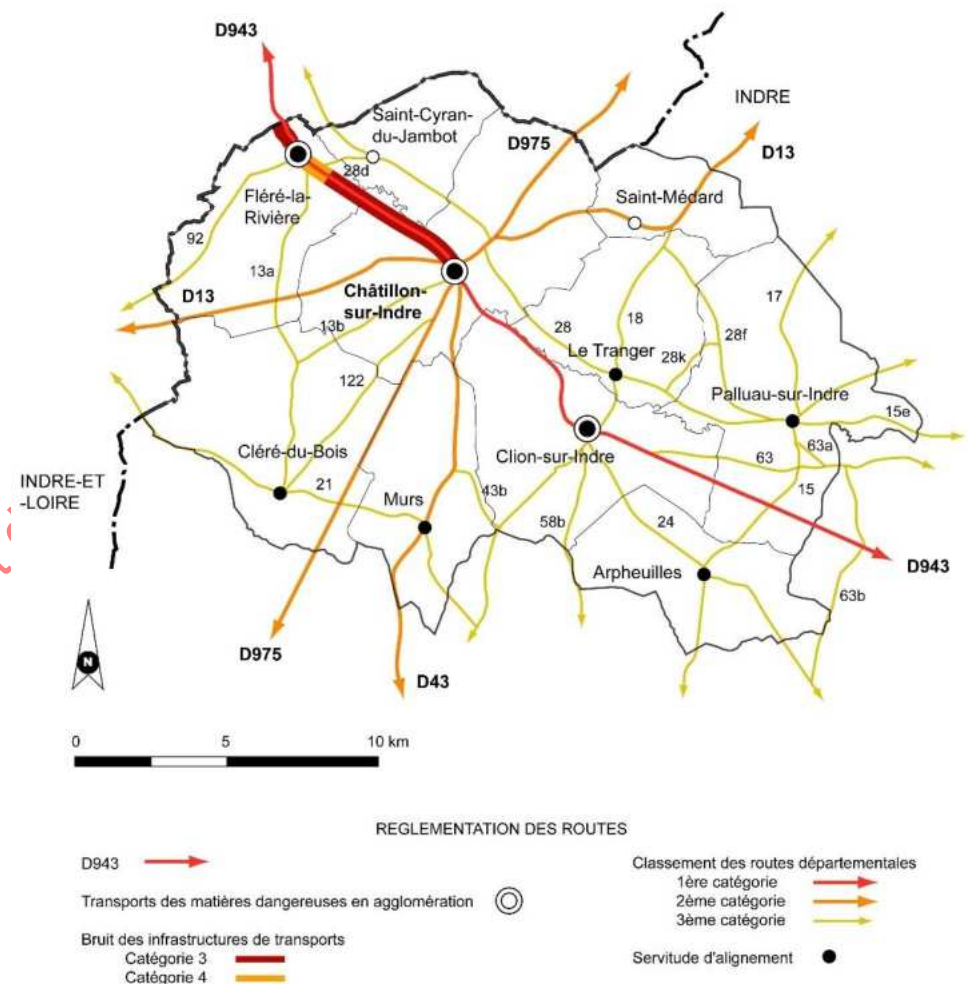 D943
INDRE
Saint-Cyran-
du-Jambot
D975
D13
28d
Saint-Médard
Fléré-la-
Rivière
92
13a
17
D13
Châtillon-
sur-Indre
13b
28
18
28f
Le Tranger
28k
122
Palluau-sur-Indre
15e
Cléré-du-Bois
Clion-sur-Indre
63a
63
INDRE-ET
-LOIRE
21
43b
15
Murs
58b
24
D943
Arpheuilles
63b
D975
D43
N
0 5 10 km
REGLEMENTATION DES ROUTES
D943
Transports des matières dangereuses en agglomération
Bruit des infrastructures de transports
Catégorie 3
Catégorie 4
Classement des routes départementales
1ère catégorie
2ème catégorie
3ème catégorie
Servitude d'alignement